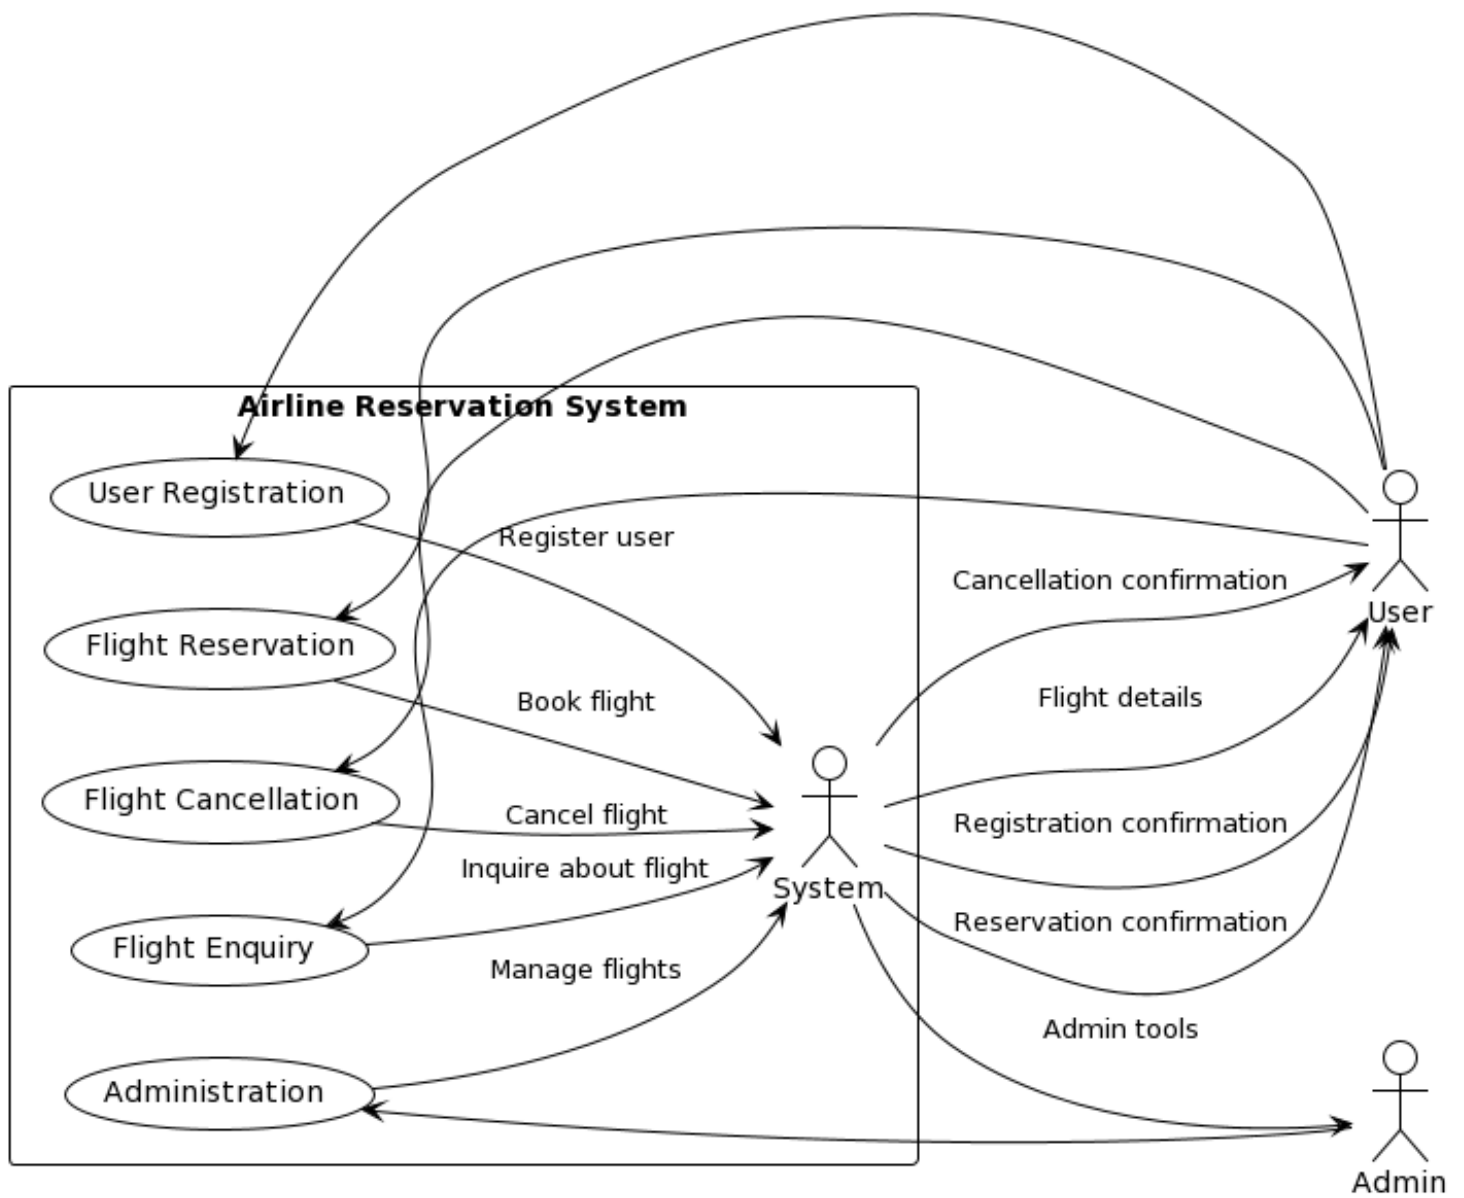 Airline Reservation System
User Registration
Register user
Cancellation confirmation
User
Flight Reservation
Book flight
Flight details
Flight Cancellation
Cancel flight
Registration confirmation
Inquire about flight
System
Reservation confirmation
Flight Enquiry
Manage flights
Admin tools
Administration
Admin